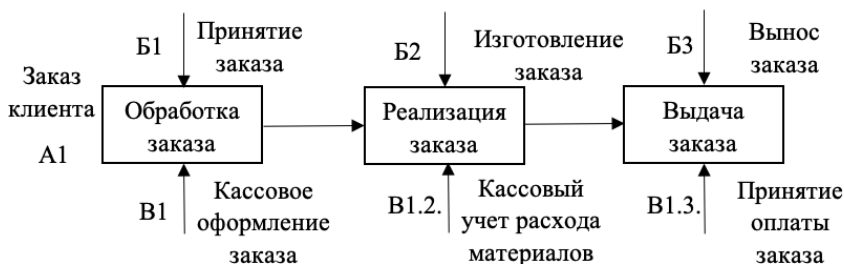 Б1
Принятие
заказа
Б2
Изготовление
заказа
Б3
Вынос
заказа
Заказ
клиента
А1
Обработка
заказа
Реализация
заказа
Выдача
заказа
В1
Кассовое
оформление
заказа
В1.2.
Кассовый
учет расхода
материалов
В1.3.
Принятие
оплаты
заказа